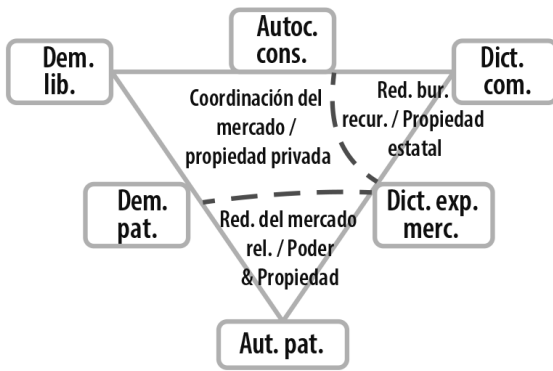 Autoc.
cons.
Dem.
lib.
Dict.
com.
Coordinación del
mercado /
propiedad privada
Red. bur.
recur. / Propiedad
estatal
Dem.
pat.
Dict. exp.
merc.
Red. del mercado
rel. / Poder
& Propiedad
Aut. pat.